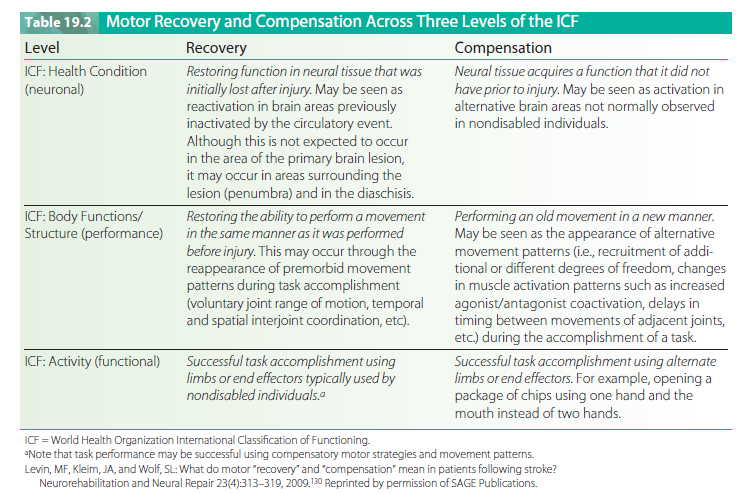 Table 19.2 Motor Recovery and Compensation Across Three Levels of the ICF
Level Recovery Compensation
ICF: Health Condition
(neuronal)
Restoring function in neural tissue that was
initially lost after injury. May be seen as
reactivation in brain areas previously
inactivated by the circulatory event.
Although this is not expected to occur
in the area of the primary brain lesion,
it may occur in areas surrounding the
lesion (penumbra) and in the diaschisis.
Neural tissue acquires a function that it did not
have prior to injury. May be seen as activation in
alternative brain areas not normally observed
in nondisabled individuals.
ICF: Body Functions/
Structure (performance)
Restoring the ability to perform a movement
in the same manner as it was performed
before injury. This may occur through the
reappearance of premorbid movement
patterns during task accomplishment
(voluntary joint range of motion, temporal
and spatial interjoint coordination, etc).
Performing an old movement in a new manner.
May be seen as the appearance of alternative
movement patterns (i.e., recruitment of addi-
tional or different degrees of freedom, changes
in muscle activation patterns such as increased
agonist/antagonist coactivation, delays in
timing between movements of adjacent joints,
etc.) during the accomplishment of a task.
ICF: Activity (functional)
Successful task accomplishment using
limbs or end effectors typically used by
nondisabled individuals.a
Successful task accomplishment using alternate
limbs or end effectors. For example, opening a
package of chips using one hand and the
mouth instead of two hands.
ICF = World Health Organization International Classification of Functioning.
aNote that task performance may be successful using compensatory motor strategies and movement patterns.
Levin, MF, Kleim, JA, and Wolf, SL: What do motor “recovery” and “compensation” mean in patients following stroke?
Neurorehabilitation and Neural Repair 23(4):313–319, 2009.130 Reprinted by permission of SAGE Publications.